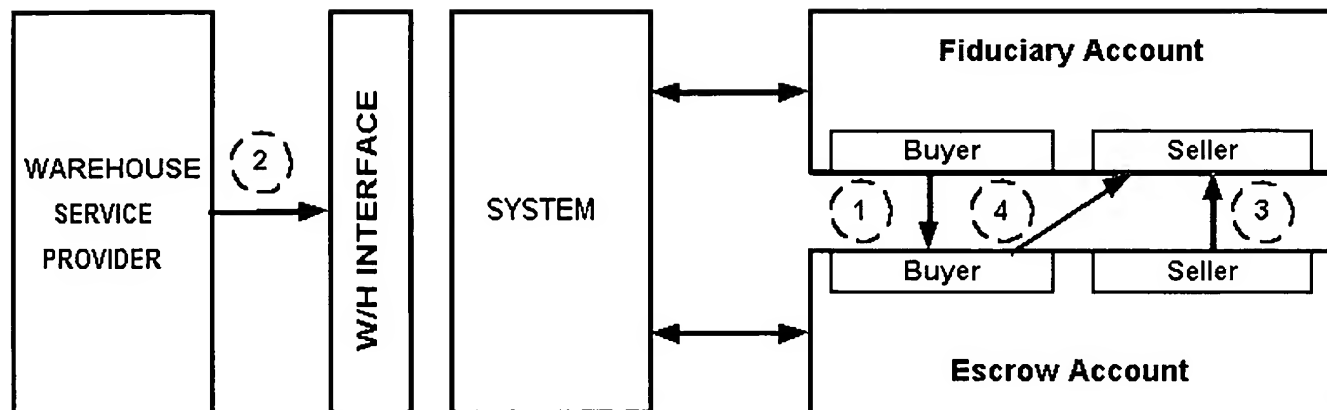 WAREHOUSE
SERVICE
PROVIDER
2
W/H INTERFACE
SYSTEM
Fiduciary Account
Buyer
Seller
1
4
3
Buyer
Seller
Escrow Account